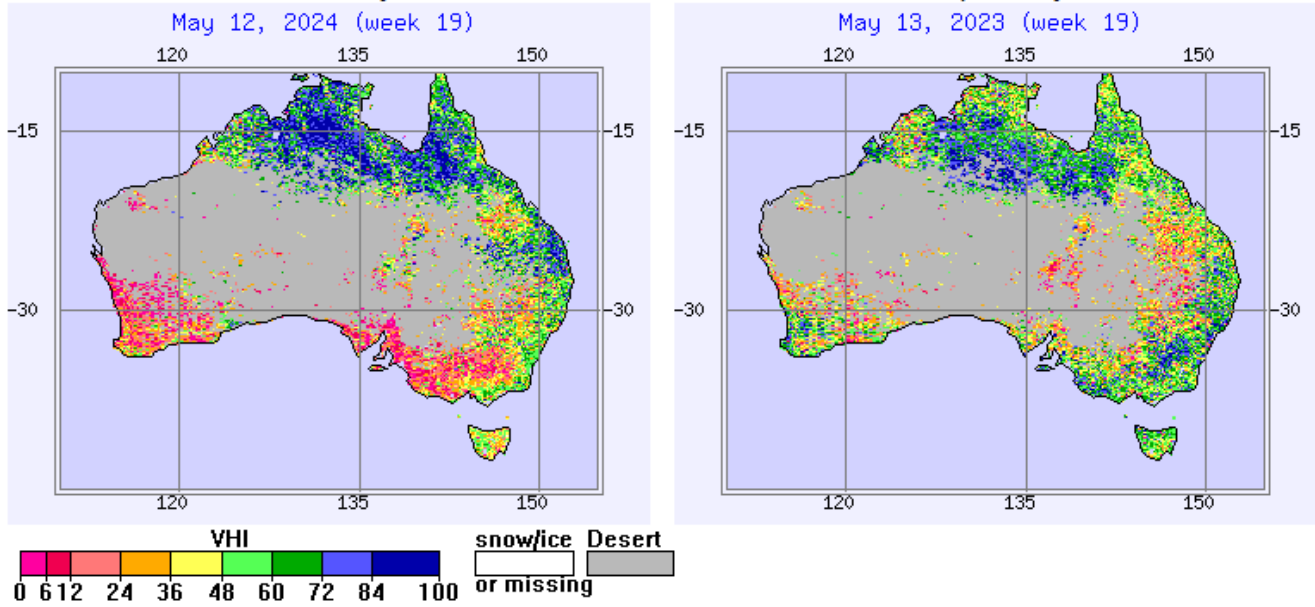 May 12, 2024 (week 19)
120 135 150
-15 -15
-30 -30
120 135 150
May 13, 2023 (week 19)
120 135 150
-15
-30
120 135 150
VHI
0 6 12 24 36 48 60 72 84 100
snow/ice
or missing
Desert